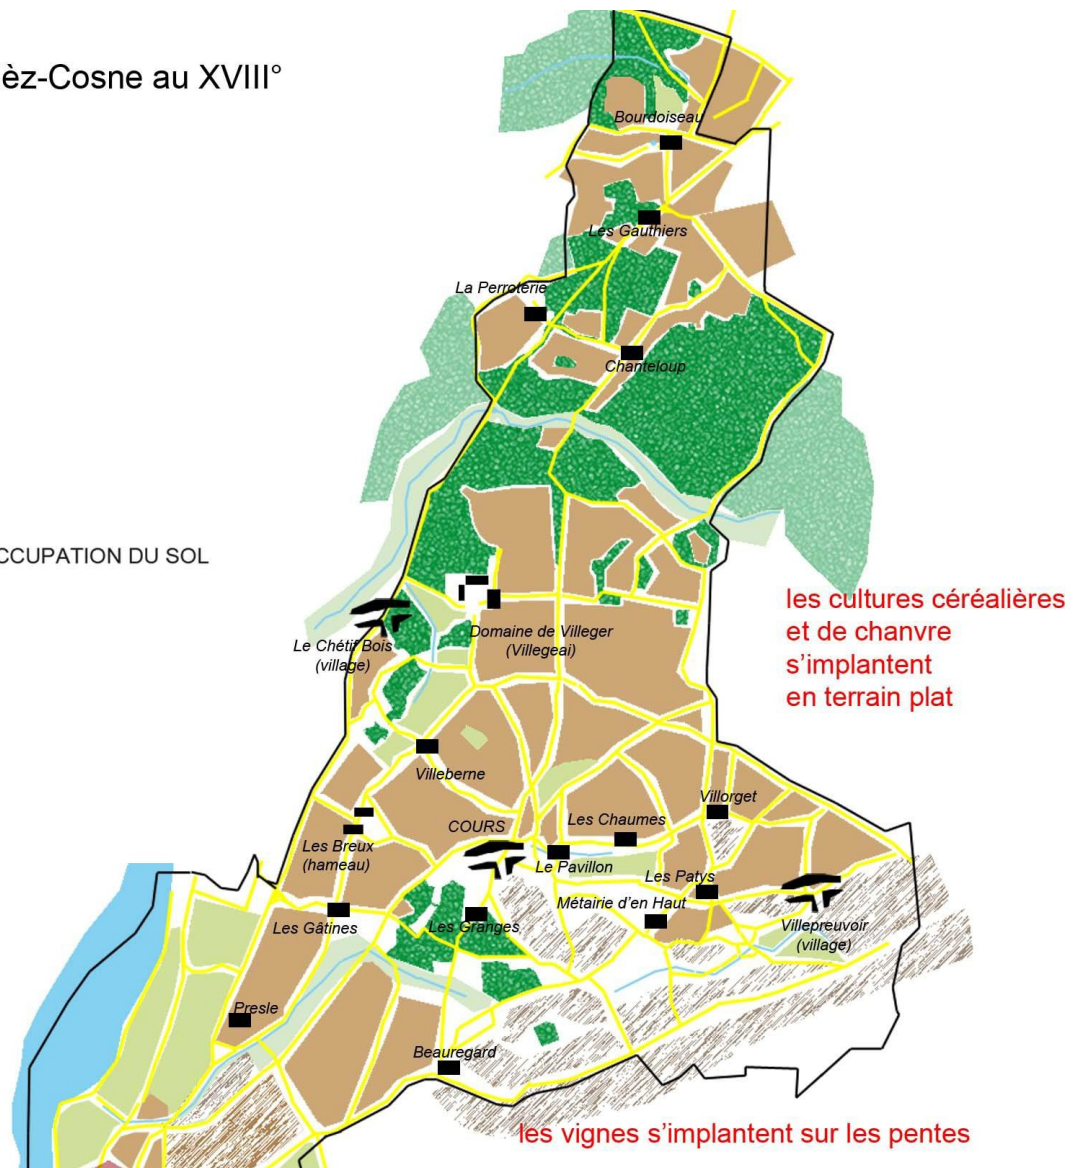 èz-Cosne au XVIII°
Bourdoiseau
Les Gauthiers
La Perroterie
Chanteloup
CCUPATION DU SOL
les cultures céréalières
et de chanvre
s'implantent
en terrain plat
Domaine de Villeger
(Villegeai)
Le Chétif Bois
(village)
Villeberne
Villorget
COURS
Les Chaumes
Les Breux
(hameau)
Le Pavillon
Les Patys
Métairie d'en Haut
Les Gâtines
Les Granges
Villepreuvoir
(village)
Presle
Beauregard
les vignes s'implantent sur les pentes